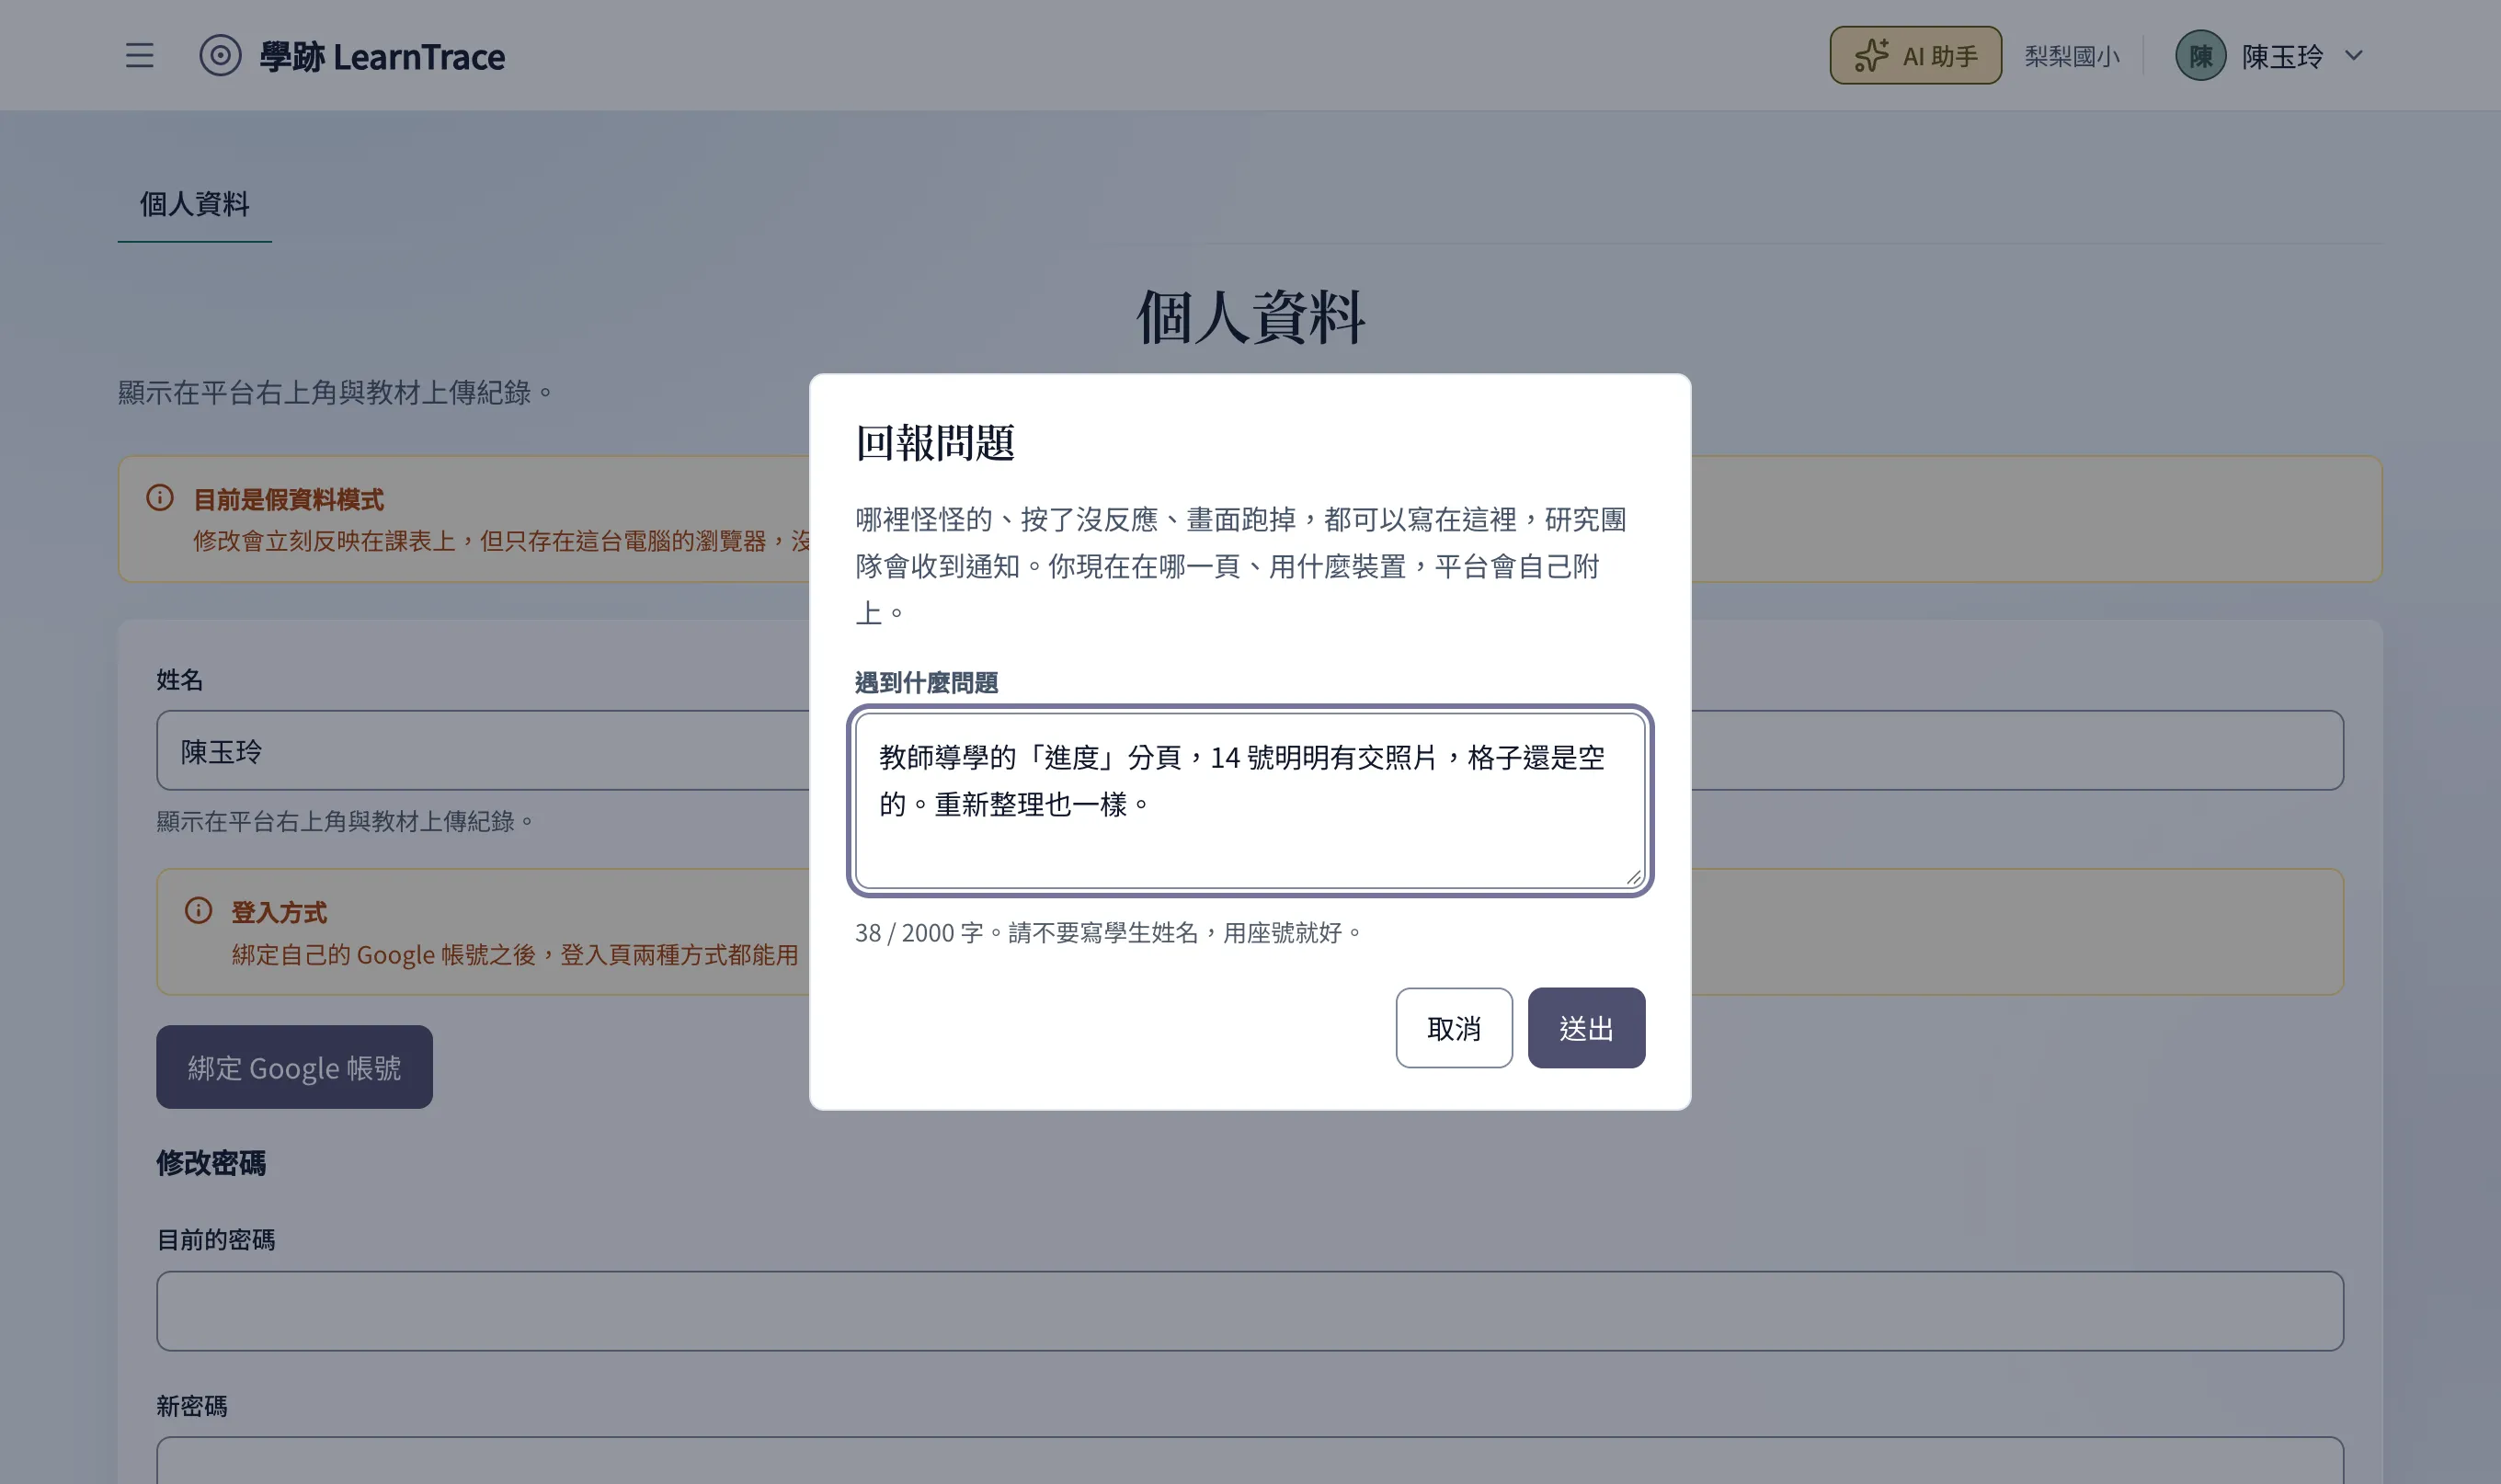 學跡 LearnTrace
AI 助手
梨梨國小
陳
陳玉玲
個人資料
個人資料
顯示在平台右上角與教材上傳紀錄。
目前是假資料模式
修改會立刻反映在課表上，但只存在這台電腦的瀏覽器，沒
姓名
陳玉玲
顯示在平台右上角與教材上傳紀錄。
登入方式
綁定自己的 Google 帳號之後，登入頁兩種方式都能用
綁定 Google 帳號
修改密碼
目前的密碼
新密碼
回報問題
哪裡怪怪的、按了沒反應、畫面跑掉，都可以寫在這裡，研究團
隊會收到通知。你現在在哪一頁、用什麼裝置，平台會自己附
上。
遇到什麼問題
教師導學的「進度」分頁，14 號明明有交照片，格子還是空
的。重新整理也一樣。
38 / 2000 字。請不要寫學生姓名，用座號就好。
取消
送出